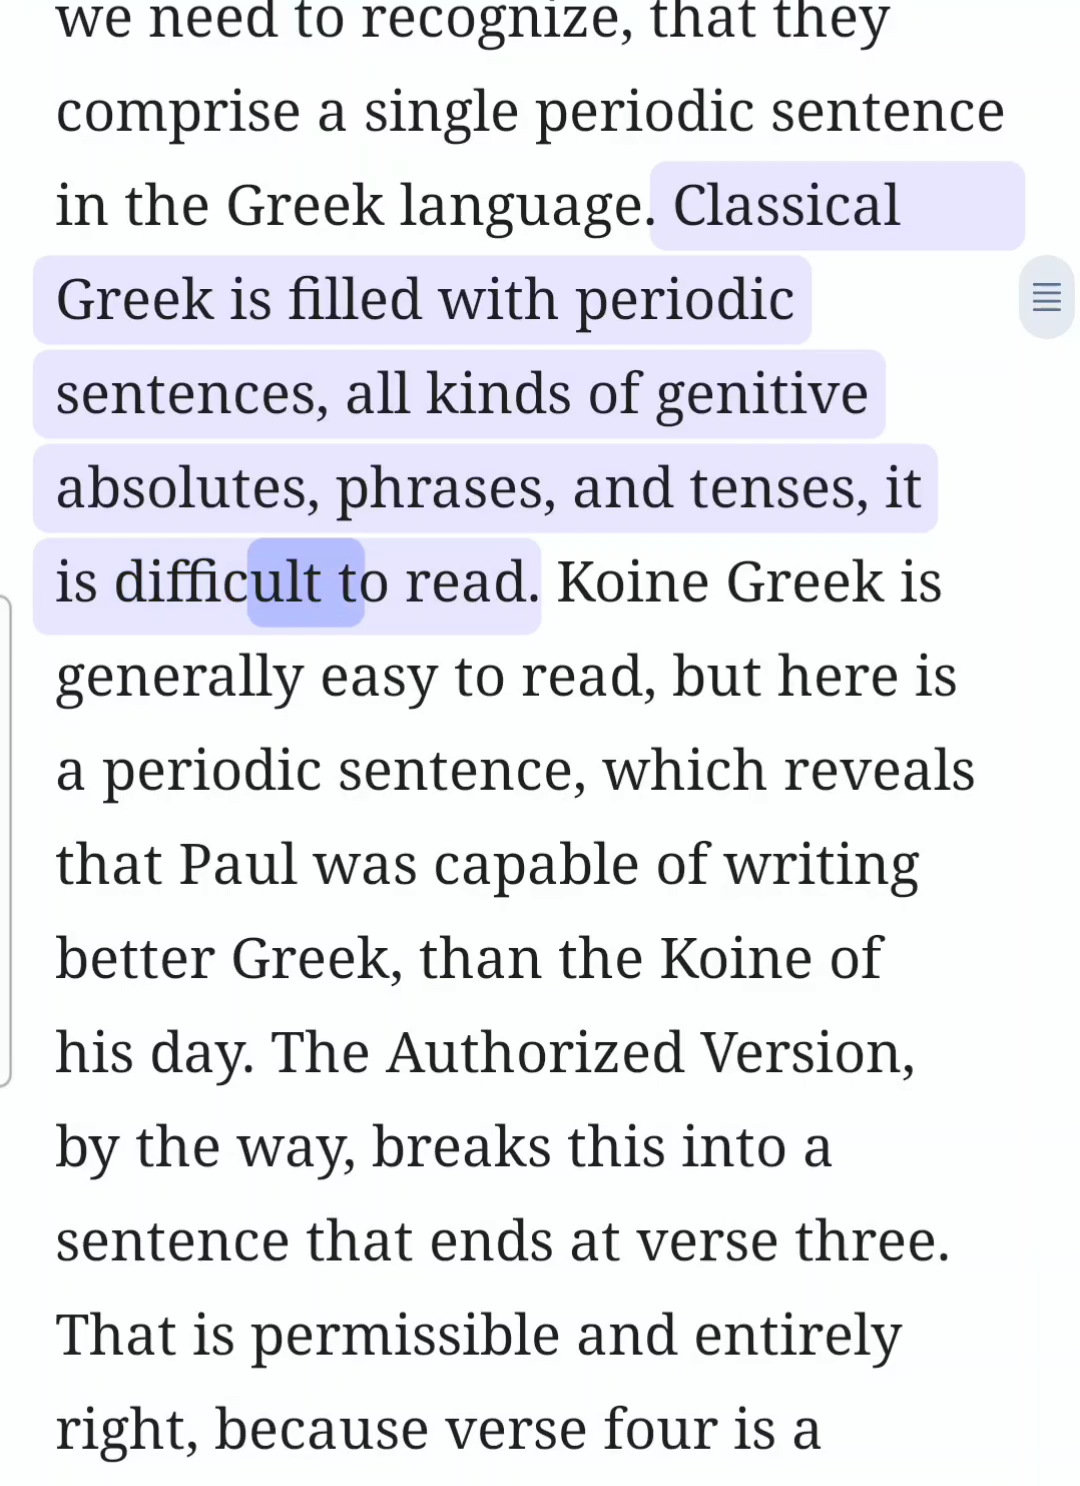 we need to recognize, that they
comprise a single periodic sentence
in the Greek language. Classical
Greek is filled with periodic
sentences, all kinds of genitive
absolutes, phrases, and tenses, it
is difficult to read. Koine Greek is
generally easy to read, but here is
a periodic sentence, which reveals
that Paul was capable of writing
better Greek, than the Koine of
his day. The Authorized Version,
by the way, breaks this into a
sentence that ends at verse three.
That is permissible and entirely
right, because verse four is a